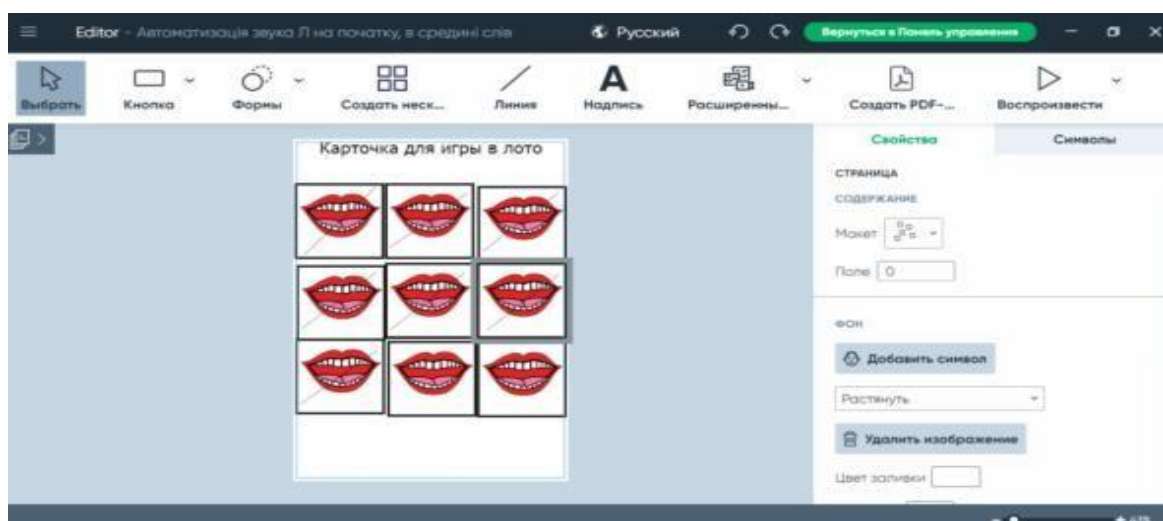 Editor - Автоматизація звука Л на початку, в средині слів
Русский
Вернуться в Панель управления
Выбрать
Кнопка
Формы
Создать неск...
Линия
А
Надпись
Расширенны...
Создать PDF-...
Воспроизвести
Карточка для игры в лото
Свойства
Символы
СТРАНИЦА
СОДЕРЖАНИЕ
Макет
Поле 0
ФОН
Добавить символ
Растянуть
Удалить изображение
Цвет заливки